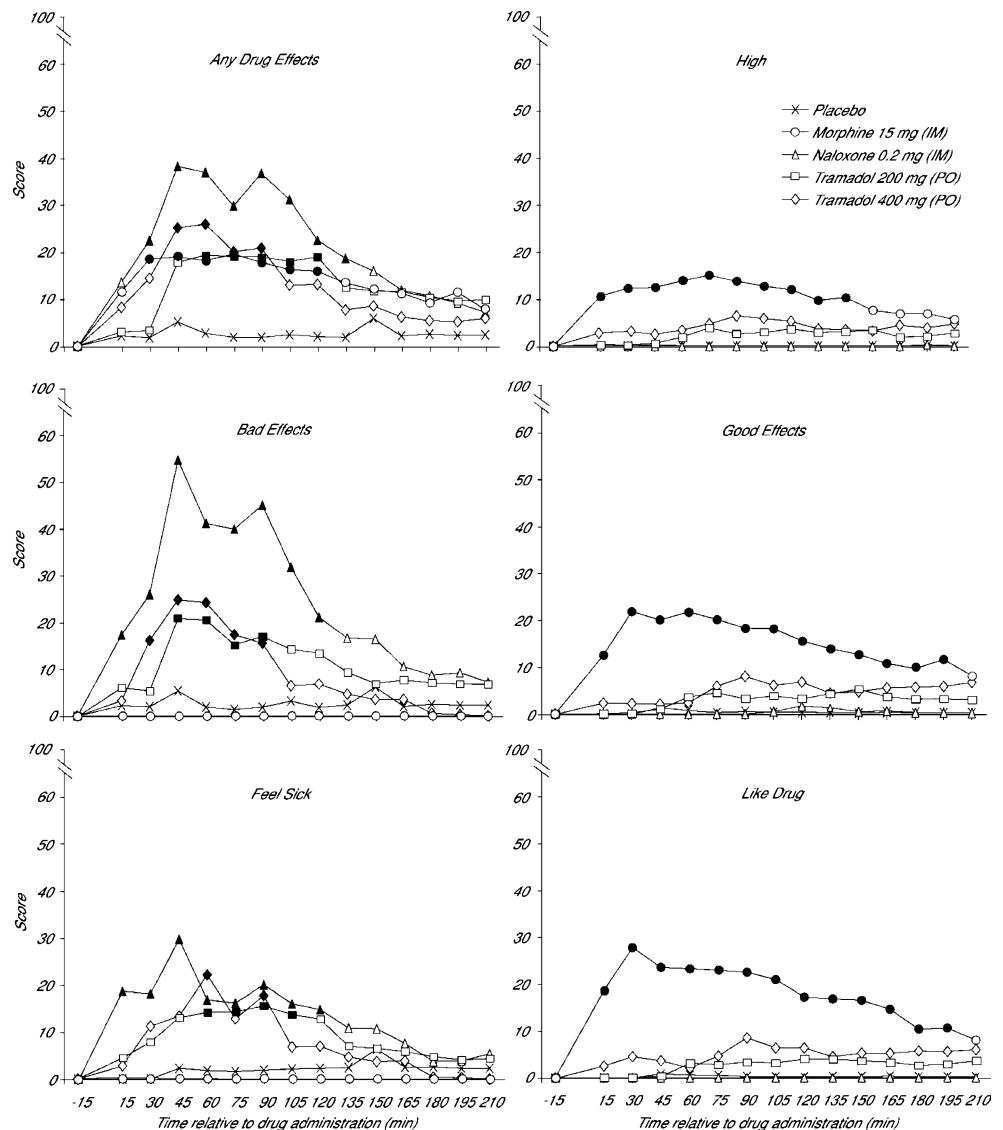 100
60
50
40
30
20
10
0
Score
Any Drug Effects
100
60
50
40
30
20
10
0
High
Placebo
Morphine 15 mg (IM)
Naloxone 0.2 mg (IM)
Tramadol 200 mg (PO)
Tramadol 400 mg (PO)
100
60
50
40
30
20
10
0
Score
Bad Effects
100
60
50
40
30
20
10
0
Good Effects
100
60
50
40
30
20
10
0
Score
Feel Sick
-15 15 30 45 60 75 90 105 120 135 150 165 180 195 210
Time relative to drug administration (min)
100
60
50
40
30
20
10
0
Like Drug
-15 15 30 45 60 75 90 105 120 135 150 165 180 195 210
Time relative to drug administration (min)